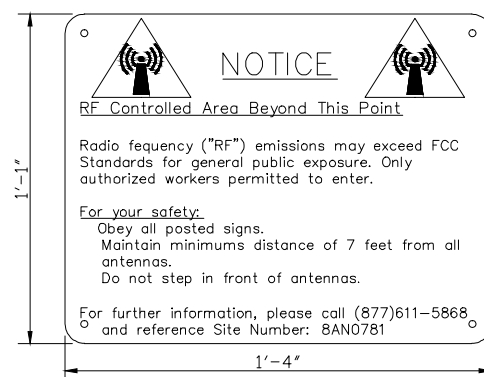 NOTICE
RF Controlled Area Beyond This Point
Radio fequency ("RF") emissions may exceed FCC
Standards for general public exposure. Only
authorized workers permitted to enter.
For your safety:
Obey all posted signs.
Maintain minimums distance of 7 feet from all
antennas.
Do not step in front of antennas.
For further information, please call (877)611-5868
and reference Site Number: 8AN0781
1'-1"
1'-4"